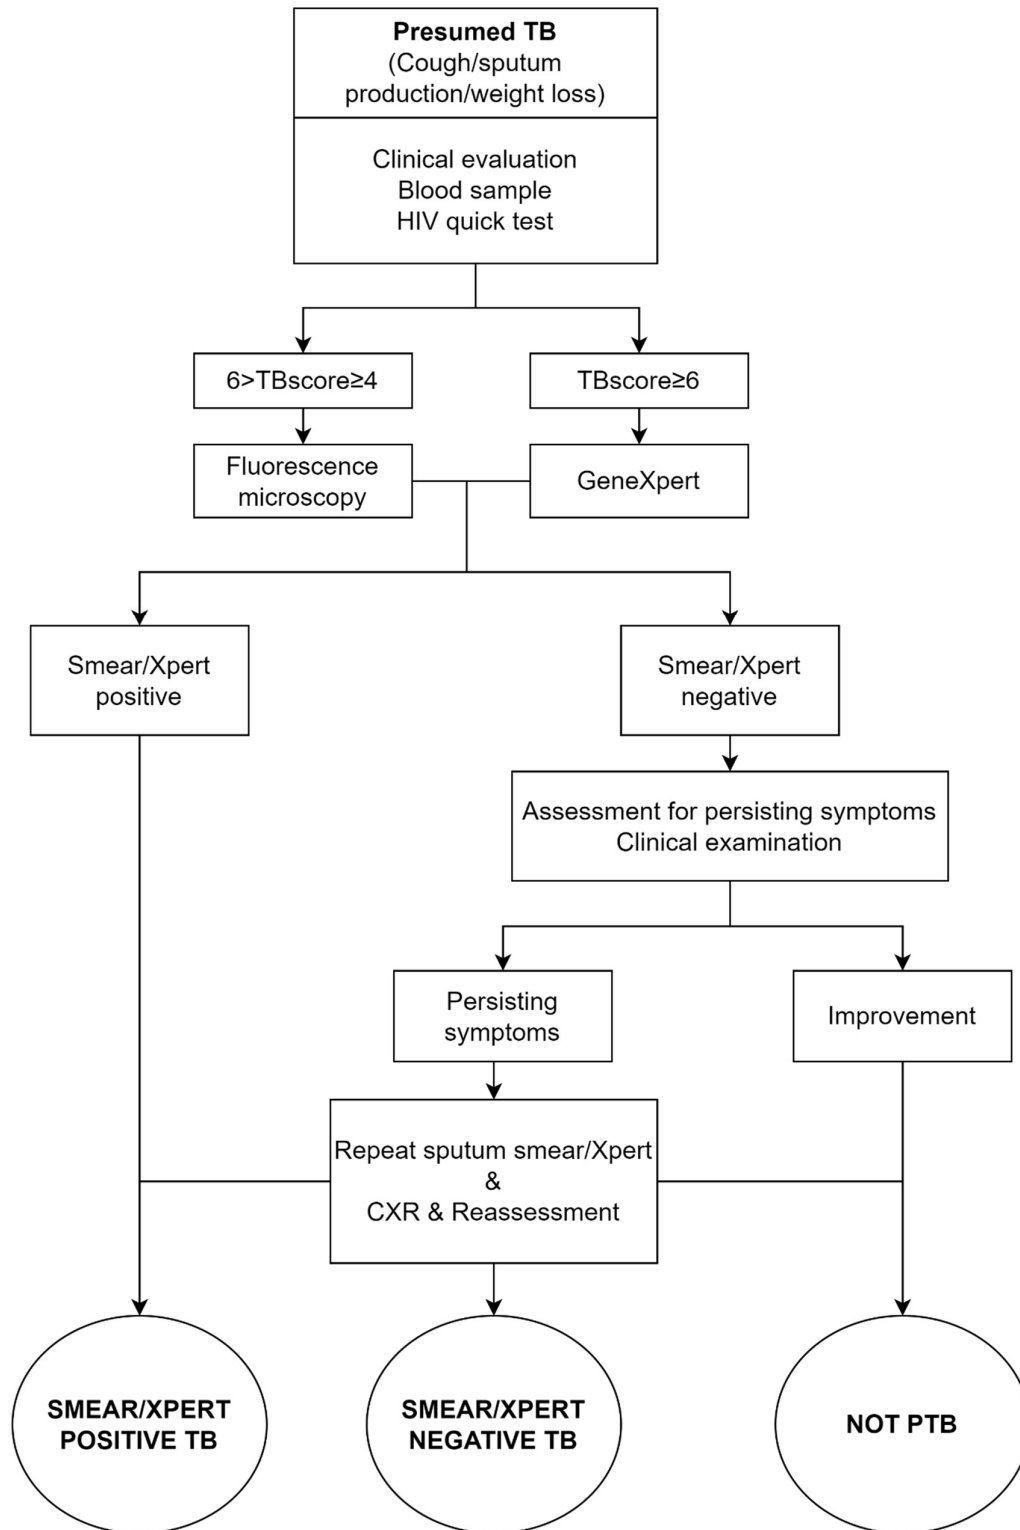 Presumed TB
(Cough/sputum
production/weight loss)
Clinical evaluation
Blood sample
HIV quick test
6>TBscore≥4
TBscore≥6
Fluorescence
microscopy
GeneXpert
Smear/Xpert
positive
Smear/Xpert
negative
Assessment for persisting symptoms
Clinical examination
Persisting
symptoms
Improvement
Repeat sputum smear/Xpert
&
CXR & Reassessment
SMEAR/XPERT
POSITIVE TB
SMEAR/XPERT
NEGATIVE TB
NOT PTB